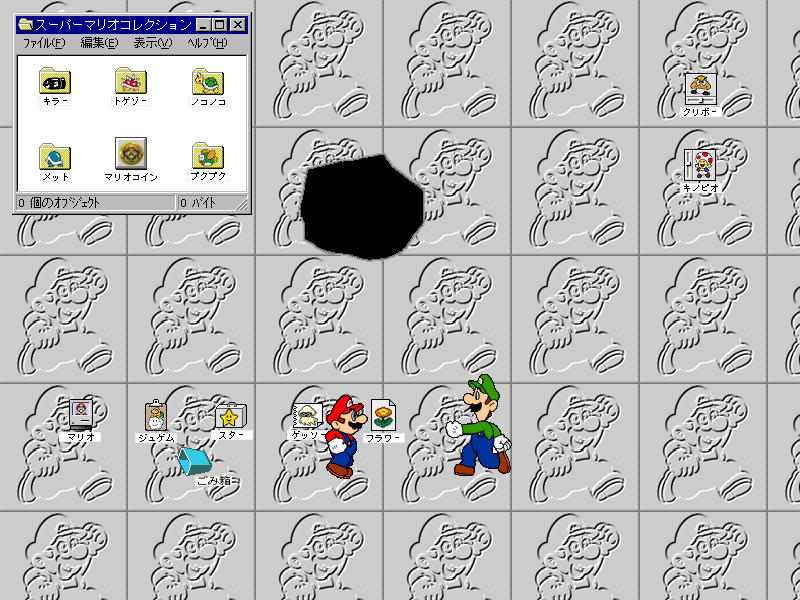 スーパーマリオコレクション
ファイル(F) 編集(E) 表示(V) ヘルプ(H)
キラー トゲゾー ノコノコ
メット マリオコイン プクプク
0 個のオブジェクト 0 バイト
クリボー
キノピオ
マリオ ジュゲム スター ゲッソー フラワー
ごみ箱